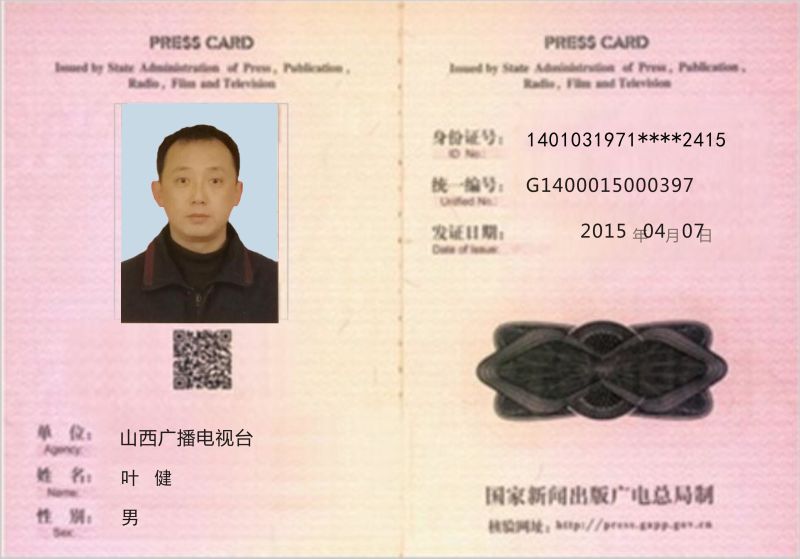 PRESS CARD
Issued by State Administration of Press, Publication,
Radio, Film and Television
单 位: 山西广播电视台
Agency:
姓 名: 叶 健
Name:
性 别: 男
Sex:
PRESS CARD
Issued by State Administration of Press, Publication,
Radio, Film and Television
身份证号: 1401031971****2415
ID No.:
统一编号: G1400015000397
Unified No.:
发证日期: 2015 年04月07日
Date of Issue:
国家新闻出版广电总局制
核验网址: http://press.gapp.gov.cn